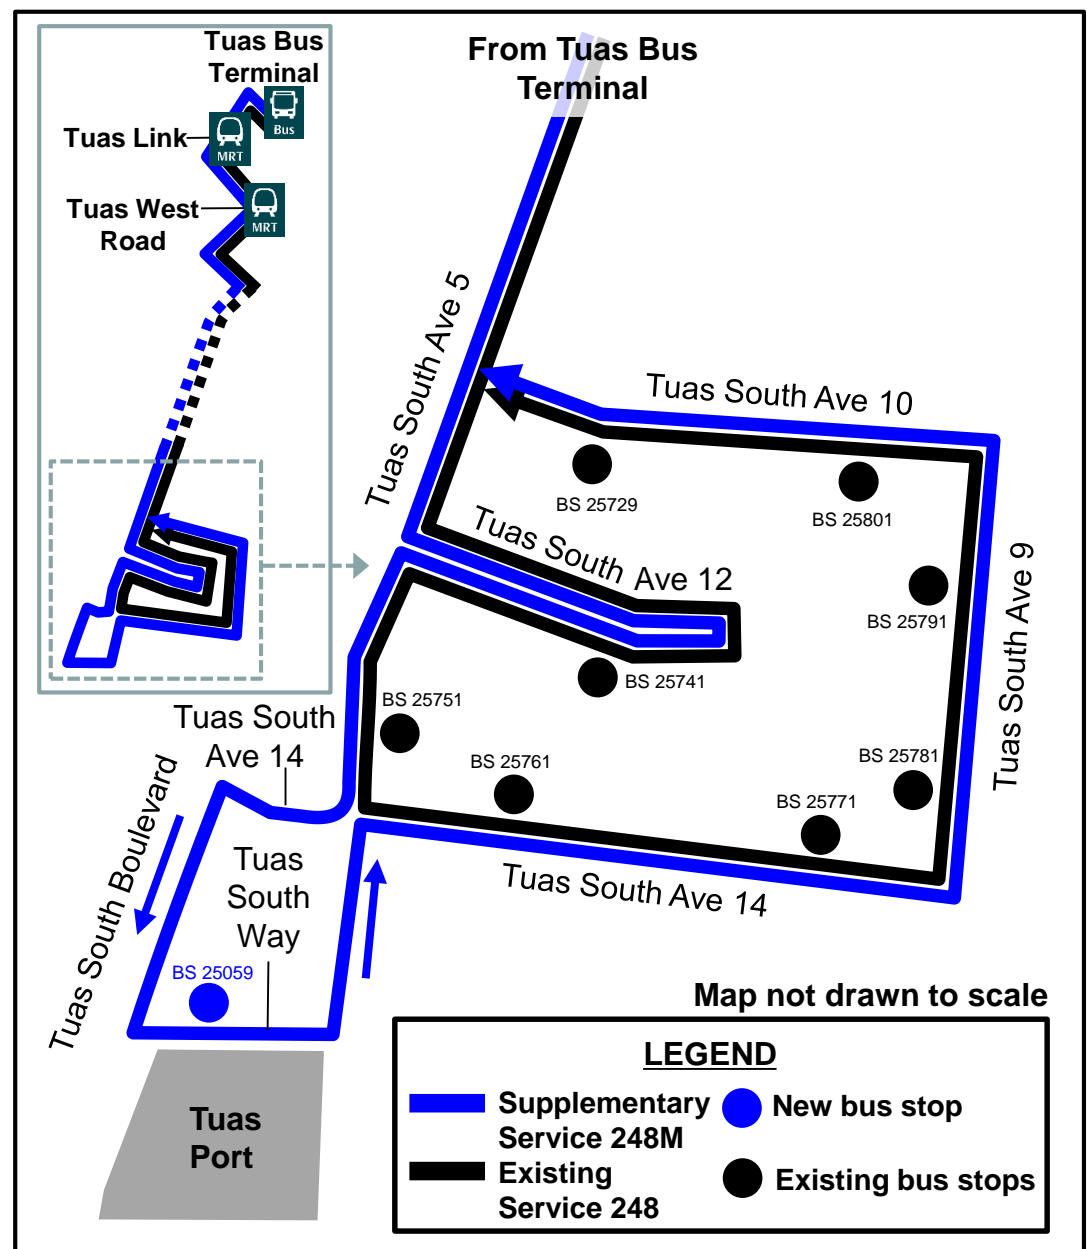 Tuas Bus
Terminal
Bus
Tuas Link
MRT
Tuas West
Road
MRT
From Tuas Bus
Terminal
Tuas South Ave 5
Tuas South Ave 10
BS 25729
BS 25801
Tuas South Ave 12
BS 25791
Tuas South Ave 9
BS 25741
BS 25751
Tuas South
Ave 14
BS 25761
BS 25781
BS 25771
Tuas South Boulevard
Tuas
South
Way
Tuas South Ave 14
BS 25059
Map not drawn to scale
Tuas
Port
LEGEND
Supplementary
Service 248M
New bus stop
Existing
Service 248
Existing bus stops